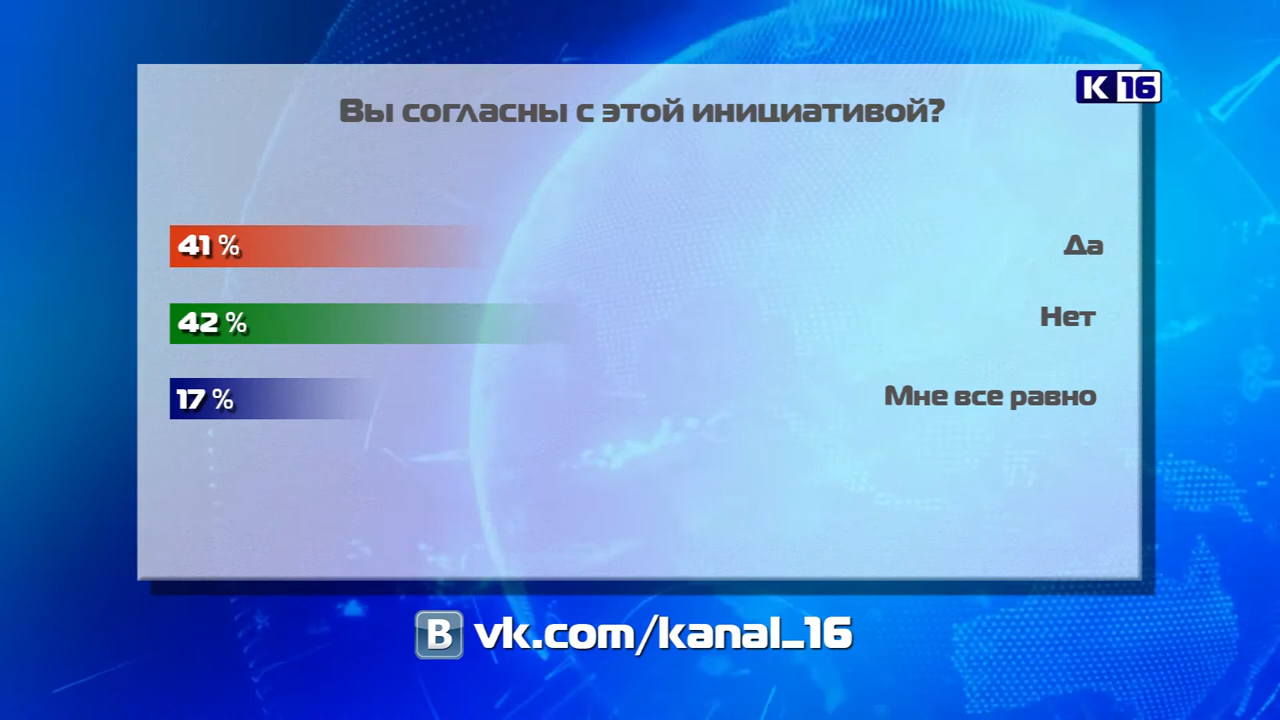 К 16
Вы согласны с этой инициативой?
41 % Да
42 % Нет
17 % Мне все равно
В vk.com/kanal_16